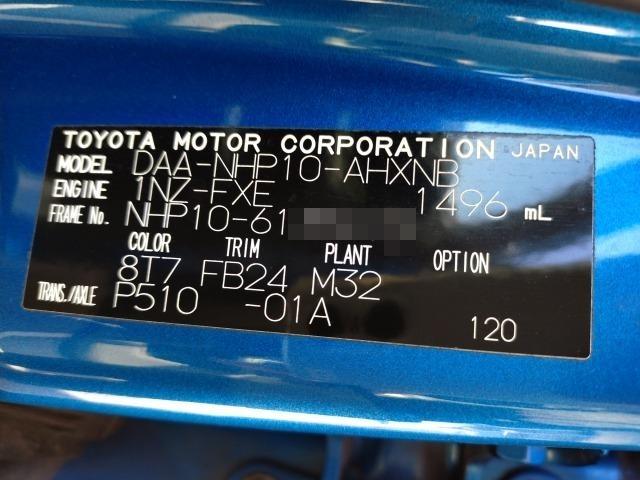 TOYOTA MOTOR CORPORATION JAPAN
MODEL DAA-NHP10-AHXNB
ENGINE 1NZ-FXE 1496 mL
FRAME No. NHP10-61
COLOR TRIM PLANT OPTION
8T7 FB24 M32
TRANS./AXLE P510 -01A
120